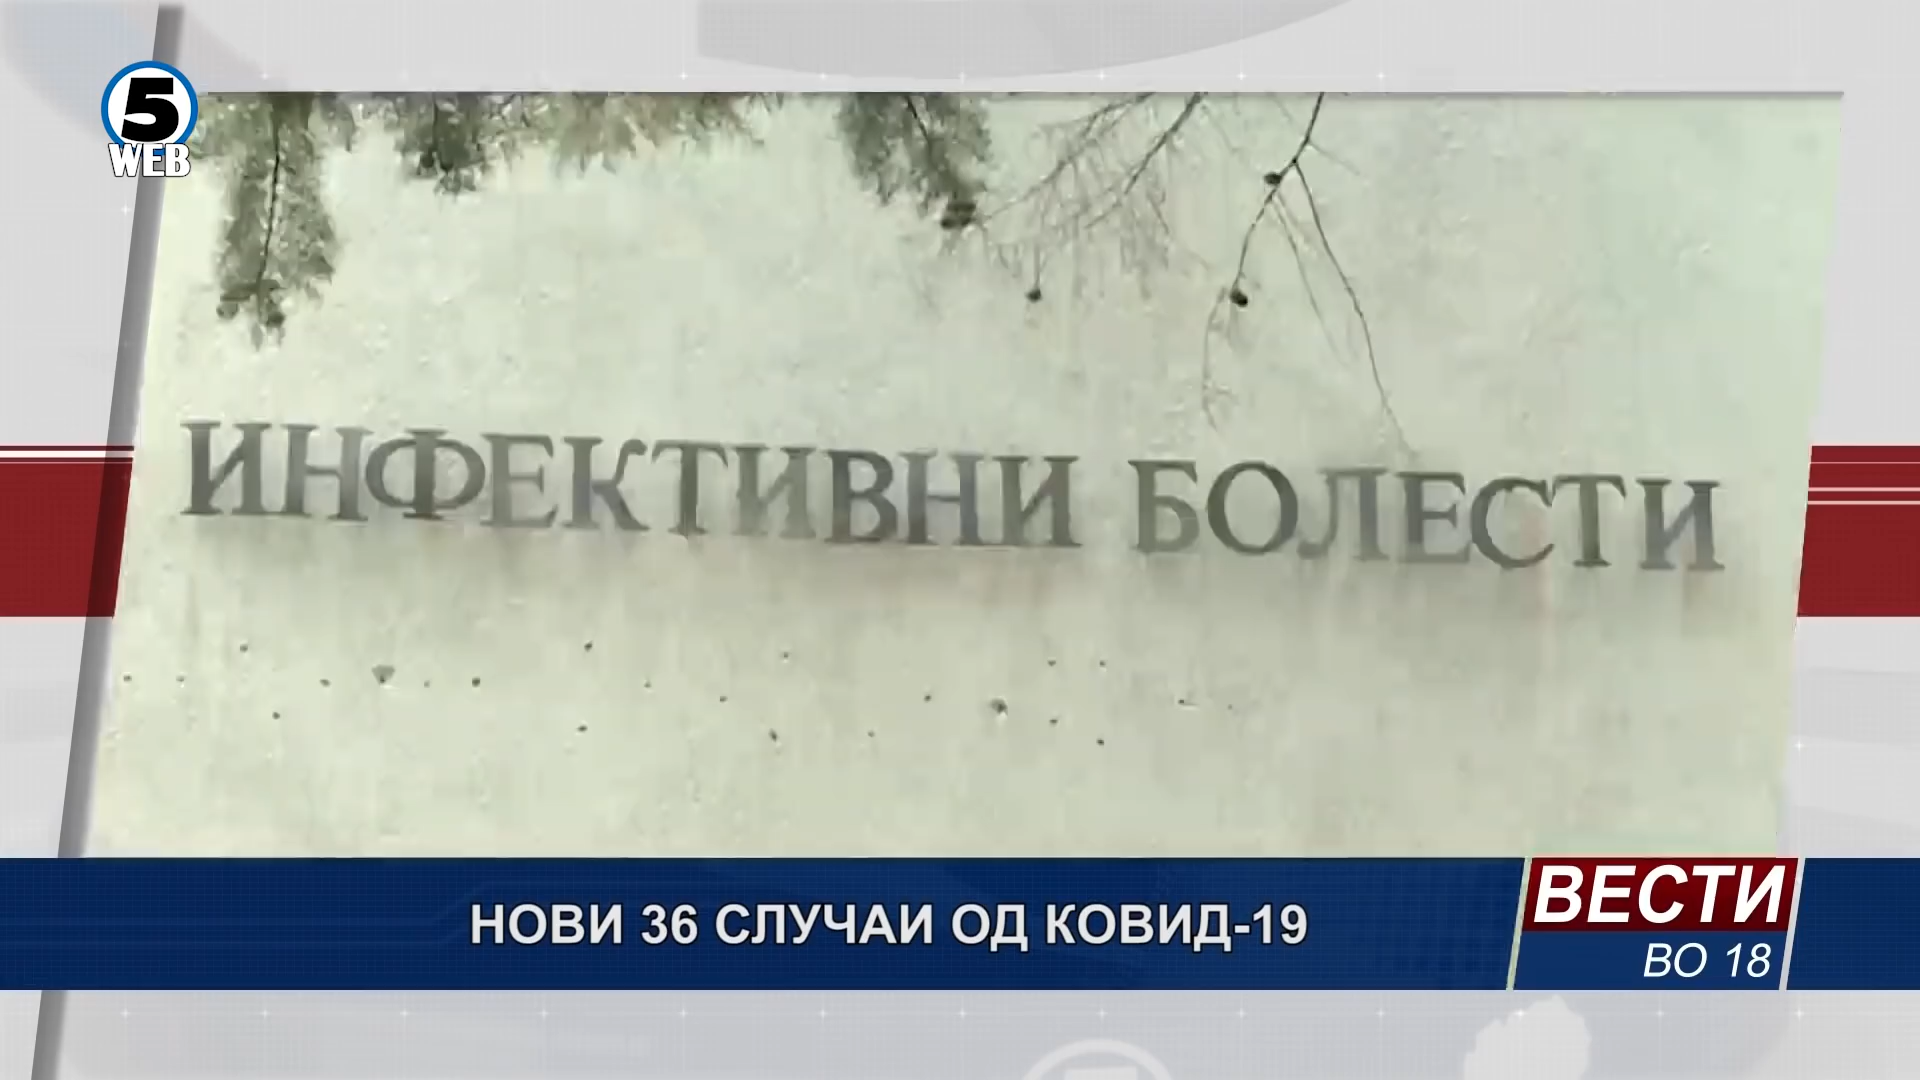 5
WEB
ИНФЕКТИВНИ БОЛЕСТИ
НОВИ 36 СЛУЧАИ ОД КОВИД-19
ВЕСТИ
ВО 18